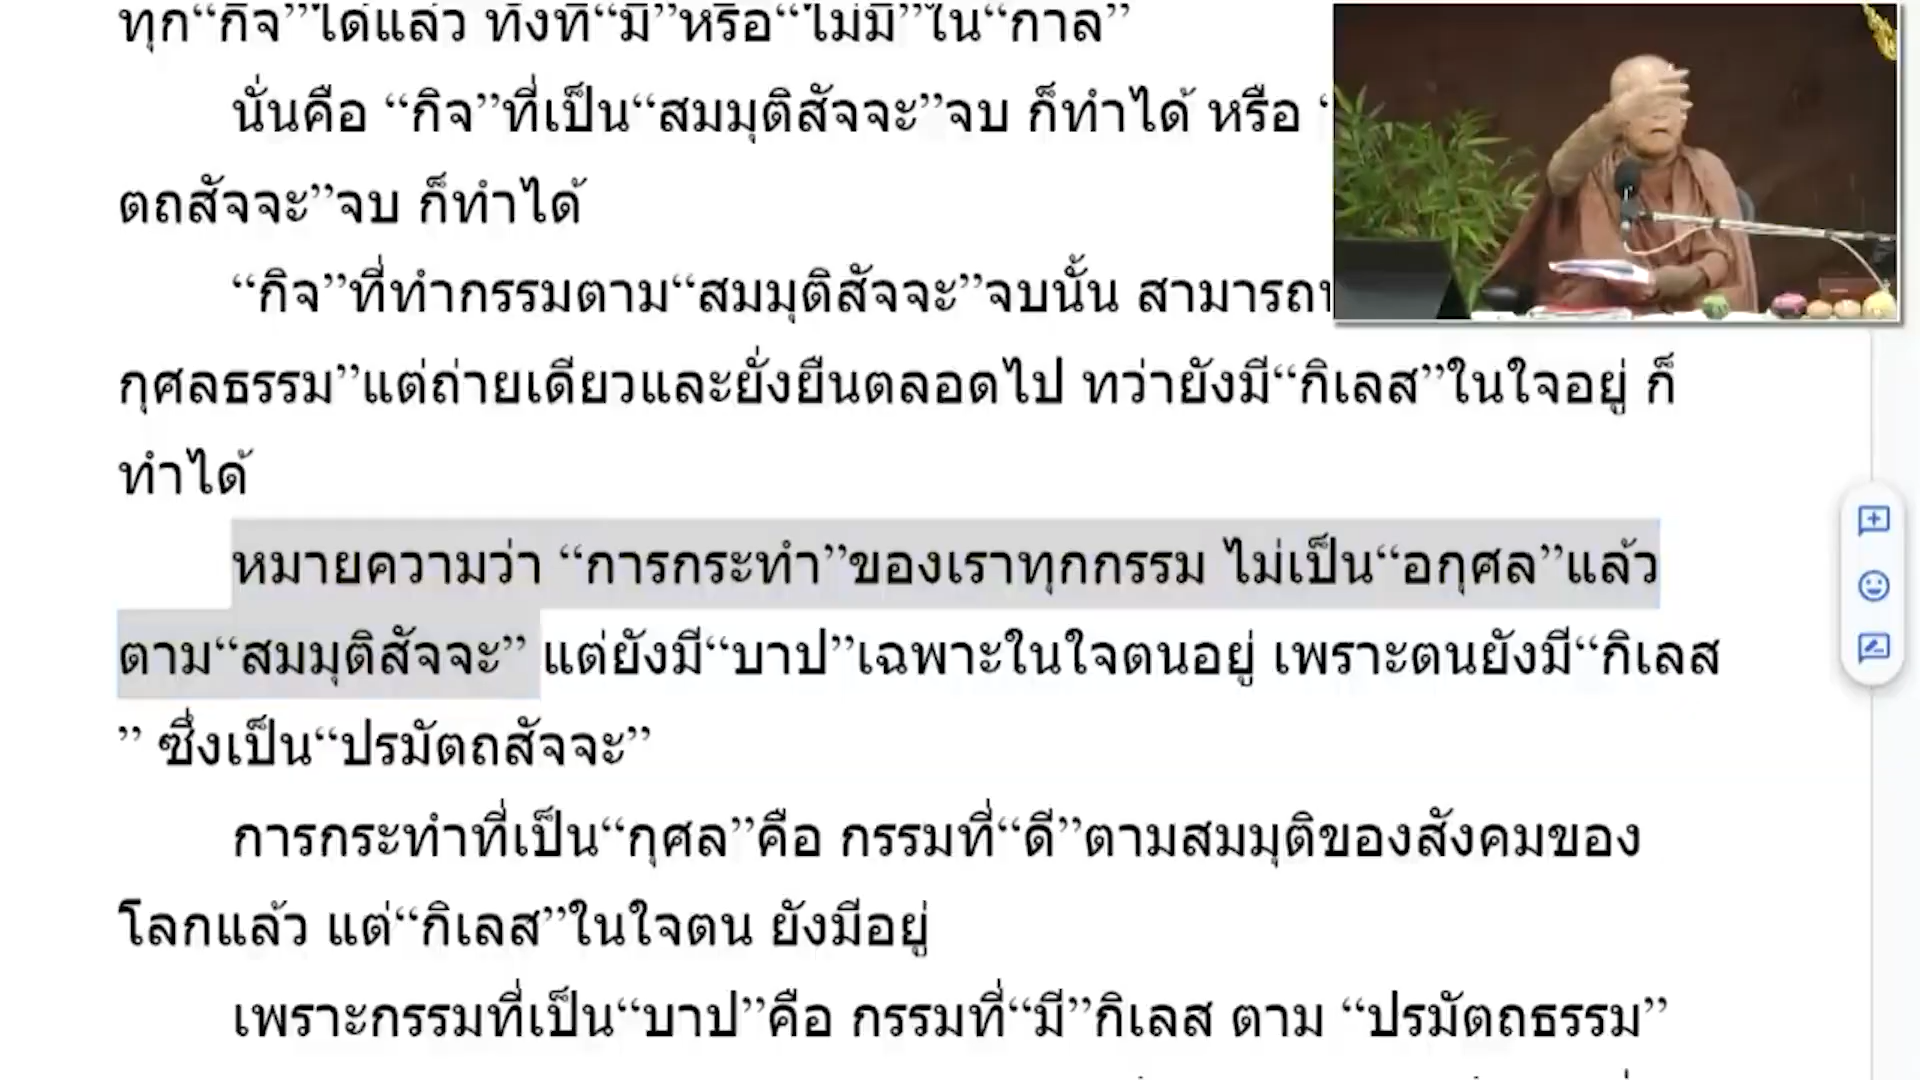 ทุก“กิจ”ได้แล้ว ทั้งที่“มี”หรือ“ไม่มี”ใน“กาล”
นั่นคือ “กิจ”ที่เป็น“สมมุติสัจจะ”จบ ก็ทำได้ หรือ “
ตถสัจจะ”จบ ก็ทำได้
“กิจ”ที่ทำกรรมตาม“สมมุติสัจจะ”จบนั้น
กุศลธรรม”แต่ถ่ายเดียวและยั่งยืนตลอดไป ทว่ายังมี“กิเลส”ในใจอยู่ ก็
ทำได้
หมายความว่า “การกระทำ”ของเราทุกกรรม ไม่เป็น“อกุศล”แล้ว
ตาม“สมมุติสัจจะ” แต่ยังมี“บาป”เฉพาะในใจตนอยู่ เพราะตนยังมี“กิเลส
” ซึ่งเป็น“ปรมัตถสัจจะ”
การกระทำที่เป็น“กุศล”คือ กรรมที่“ดี”ตามสมมุติของสังคมของ
โลกแล้ว แต่“กิเลส”ในใจตน ยังมีอยู่
เพราะกรรมที่เป็น“บาป”คือ กรรมที่“มี”กิเลส ตาม “ปรมัตถธรรม”